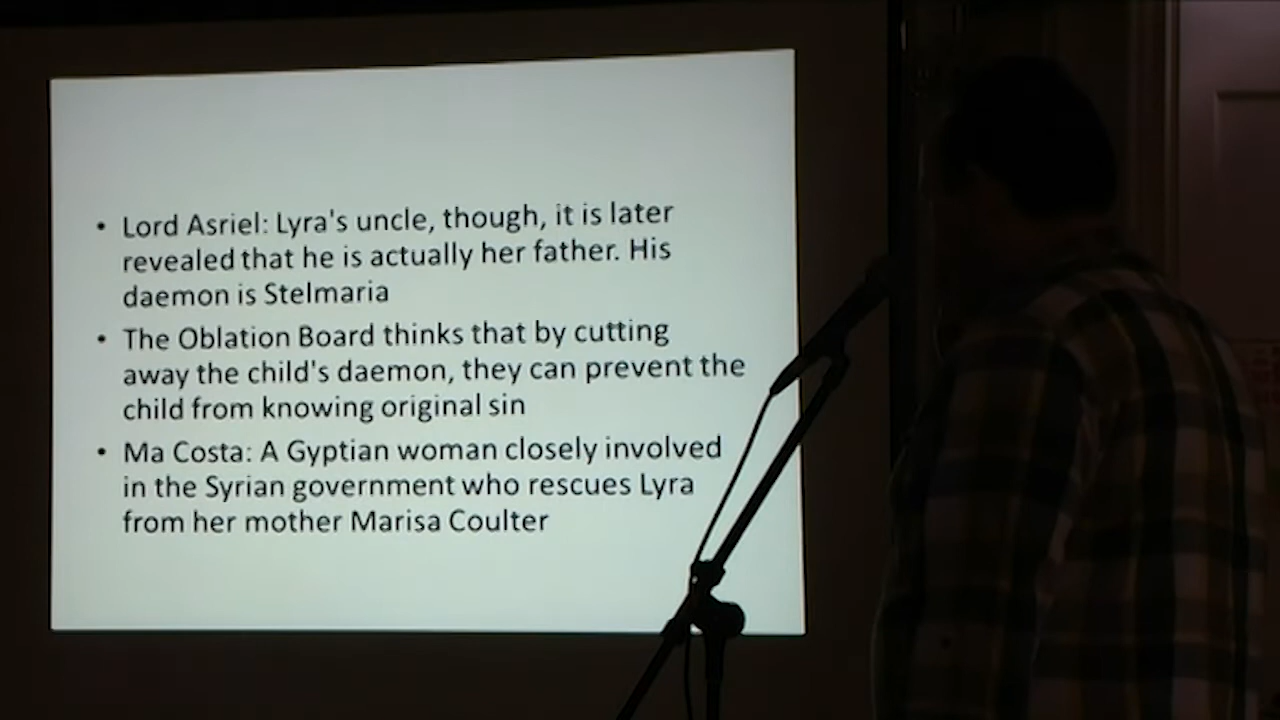 • Lord Asriel: Lyra's uncle, though, it is later
revealed that he is actually her father. His
daemon is Stelmaria
• The Oblation Board thinks that by cutting
away the child's daemon, they can prevent the
child from knowing original sin
• Ma Costa: A Gyptian woman closely involved
in the Syrian government who rescues Lyra
from her mother Marisa Coulter